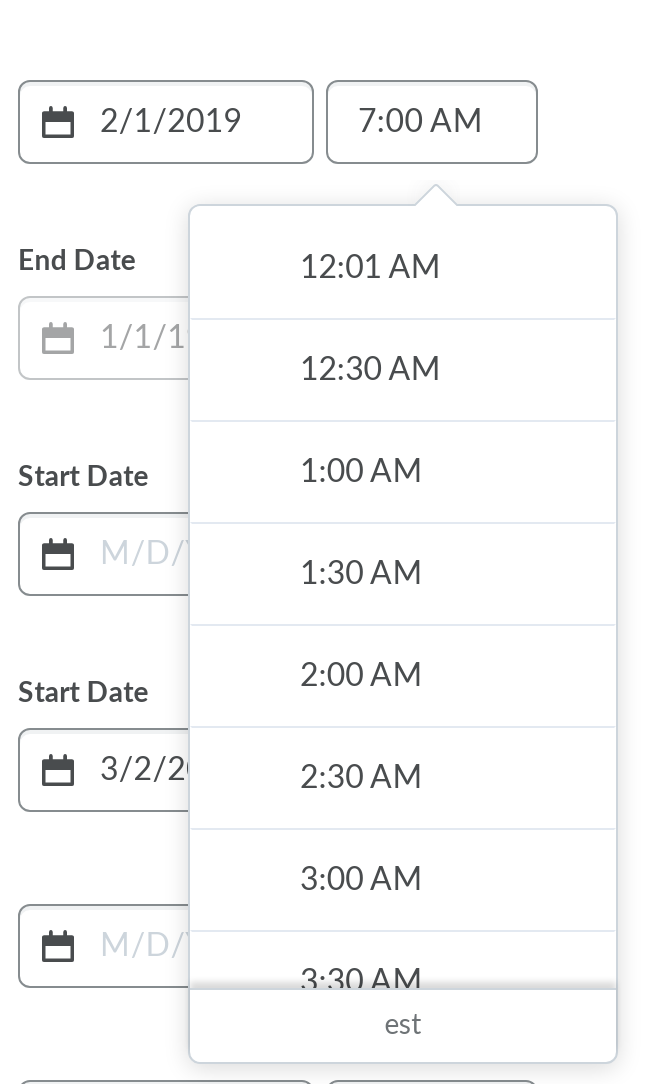 2/1/2019 7:00 AM
12:01 AM
End Date
1/1/1
12:30 AM
1:00 AM
Start Date
M/D/
1:30 AM
2:00 AM
Start Date
3/2/20
2:30 AM
3:00 AM
M/D/
3:30 AM
est